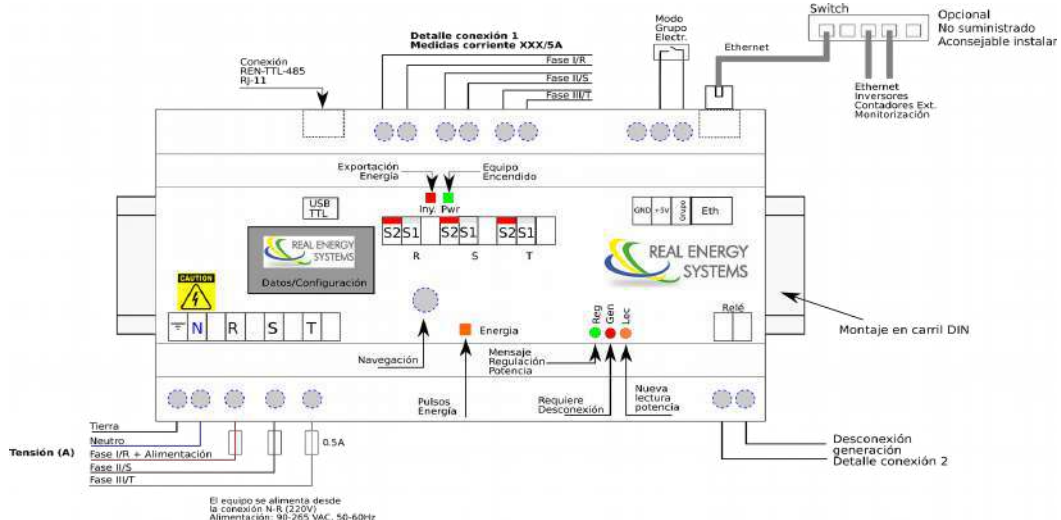 Switch
Opcional
No suministrado
Aconsejable instalar
Modo
Grupo
Electr.
Detalle conexión 1
Medidas corriente XXX/5A
Ethernet
Fase I/R
Conexión
REN-TTL-485
RJ-11
Fase II/S
Fase III/T
Ethernet
Inversores
Contadores Ext.
Monitorización
Exportación
Energía
Equipo
Encendido
Iny. Pwr
USB
TTL
GND +5V Grupo Eth
S2 S1 S2 S1 S2 S1
R S T
REAL ENERGY
SYSTEMS
Datos/Configuración
REAL ENERGY
SYSTEMS
CAUTION
N R S T
Energia
Reg Gen Lec
Relé
Montaje en carril DIN
Navegación
Mensaje
Regulación
Potencia
Pulsos
Energía
Requiere
Desconexión
Nueva
lectura
potencia
Tierra
Neutro
Tensión (A)
Fase I/R + Alimentación
Fase II/S
Fase III/T
0.5A
Desconexión
generación
Detalle conexión 2
El equipo se alimenta desde
la conexión N-R (220V)
Alimentación: 90-265 VAC, 50-60Hz